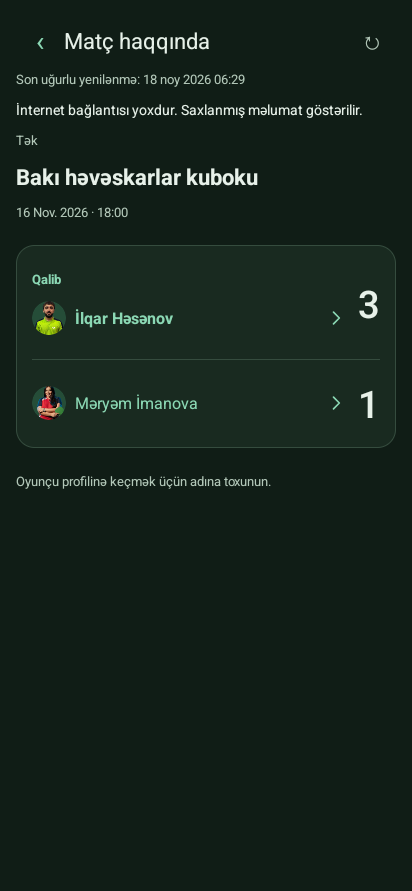 Matç haqqında
Son uğurlu yenilənmə: 18 noy 2026 06:29
İnternet bağlantısı yoxdur. Saxlanmış məlumat göstərilir.
Tək
Bakı həvəskarlar kuboku
16 Nov. 2026 · 18:00
Qalib
İlqar Həsənov
3
Məryəm İmanova
1
Oyunçu profilinə keçmək üçün adına toxunun.